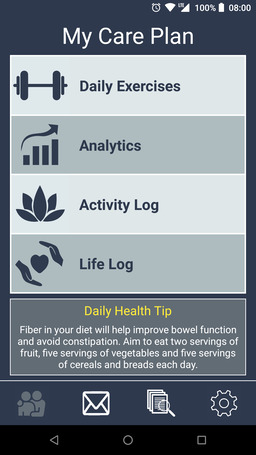 100% 08:00
My Care Plan
Daily Exercises
Analytics
Activity Log
Life Log
Daily Health Tip
Fiber in your diet will help improve bowel function
and avoid constipation. Aim to eat two servings of
fruit, five servings of vegetables and five servings
of cereals and breads each day.